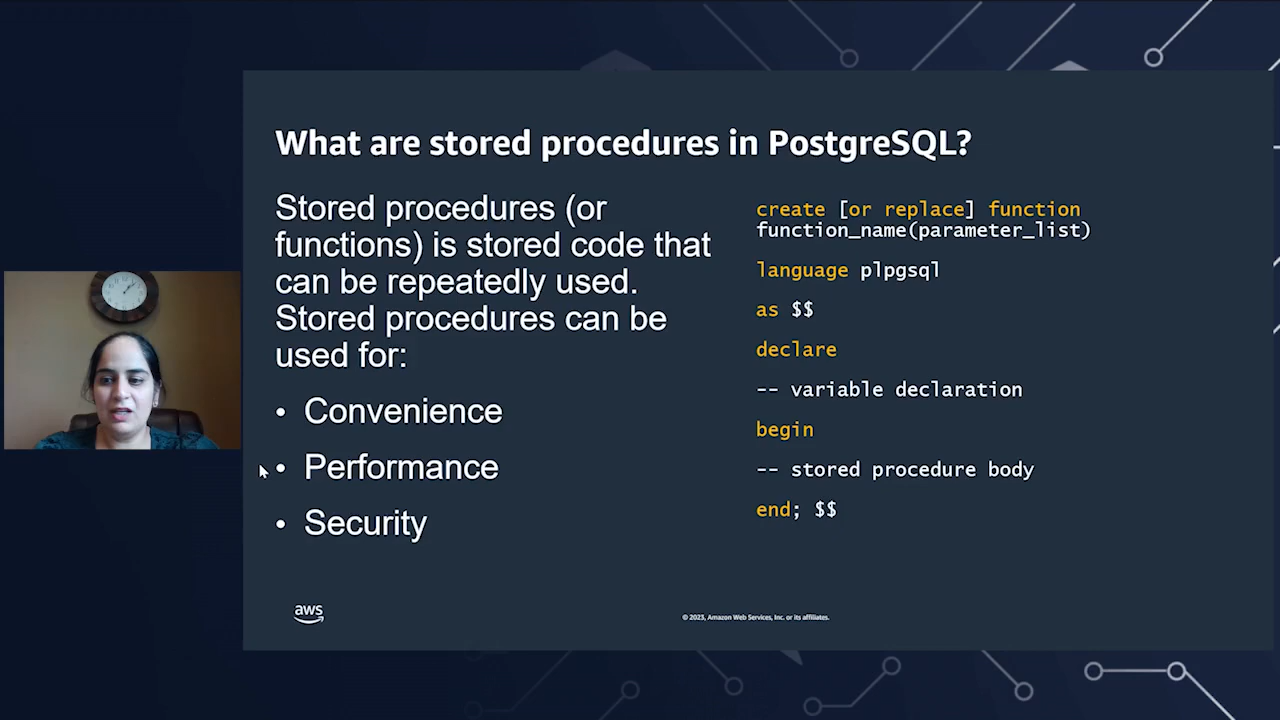 What are stored procedures in PostgreSQL?
Stored procedures (or
functions) is stored code that
can be repeatedly used.
Stored procedures can be
used for:
• Convenience
• Performance
• Security
create [or replace] function
function_name(parameter_list)
language plpgsql
as $$
declare
-- variable declaration
begin
-- stored procedure body
end; $$
aws
© 2023, Amazon Web Services, Inc. or its affiliates.